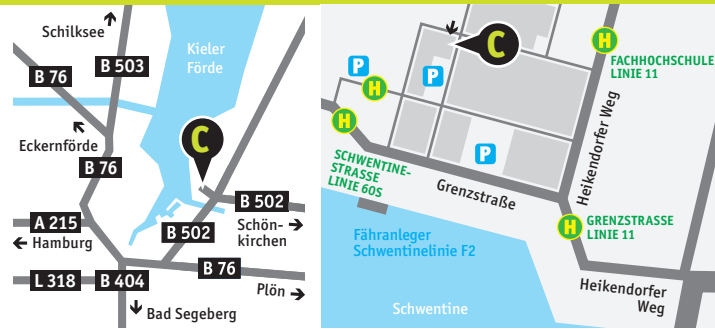 Schilksee
Kieler
Förde
B 76
B 503
Eckernförde
C
B 76
B 502
A 215
Hamburg
B 502
Schön-
kirchen
L 318
B 404
B 76
Plön
Bad Segeberg
C
H
FACHHOCHSCHULE
LINIE 11
P
P
H
H
Heikendorfer Weg
P
SCHWENTINE-
STRASSE
LINIE 60S
Grenzstraße
H
GRENZSTRASSE
LINIE 11
Fähranleger
Schwentinelinie F2
Heikendorfer
Weg
Schwentine